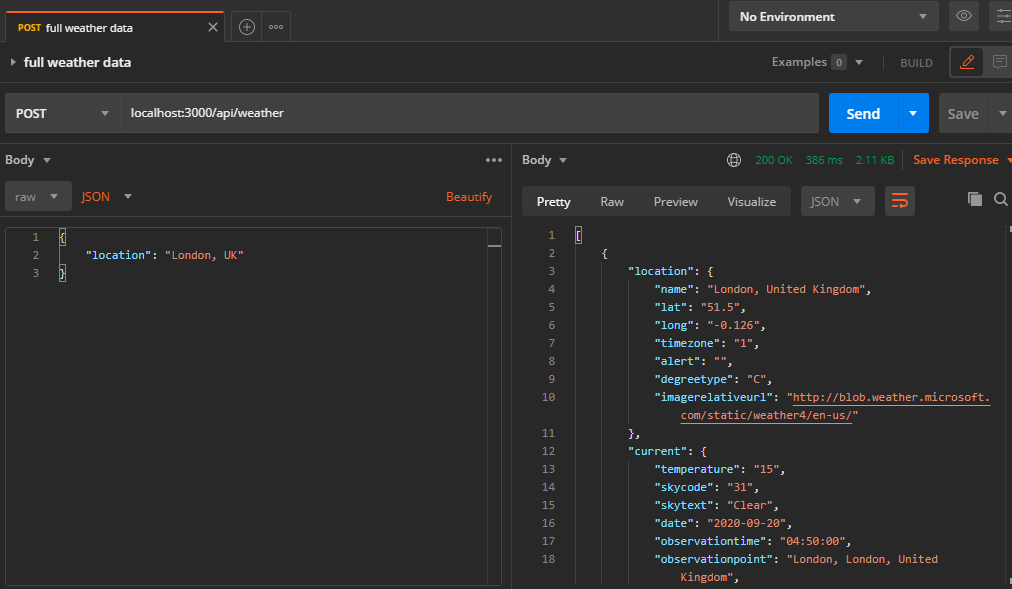 POST full weather data
No Environment
full weather data
Examples 0
BUILD
POST
localhost:3000/api/weather
Send
Save
Body
raw
JSON
Beautify
1 {
2 "location": "London, UK"
3 }
Body
200 OK 386 ms 2.11 KB
Save Response
Pretty Raw Preview Visualize
JSON
1 [
2 {
3 "location": {
4 "name": "London, United Kingdom",
5 "lat": "51.5",
6 "long": "-0.126",
7 "timezone": "1",
8 "alert": "",
9 "degreetype": "C",
10 "imagerelativeurl": "http://blob.weather.microsoft.
com/static/weather4/en-us/"
11 },
12 "current": {
13 "temperature": "15",
14 "skycode": "31",
15 "skytext": "Clear",
16 "date": "2020-09-20",
17 "observationtime": "04:50:00",
18 "observationpoint": "London, London, United
Kingdom",